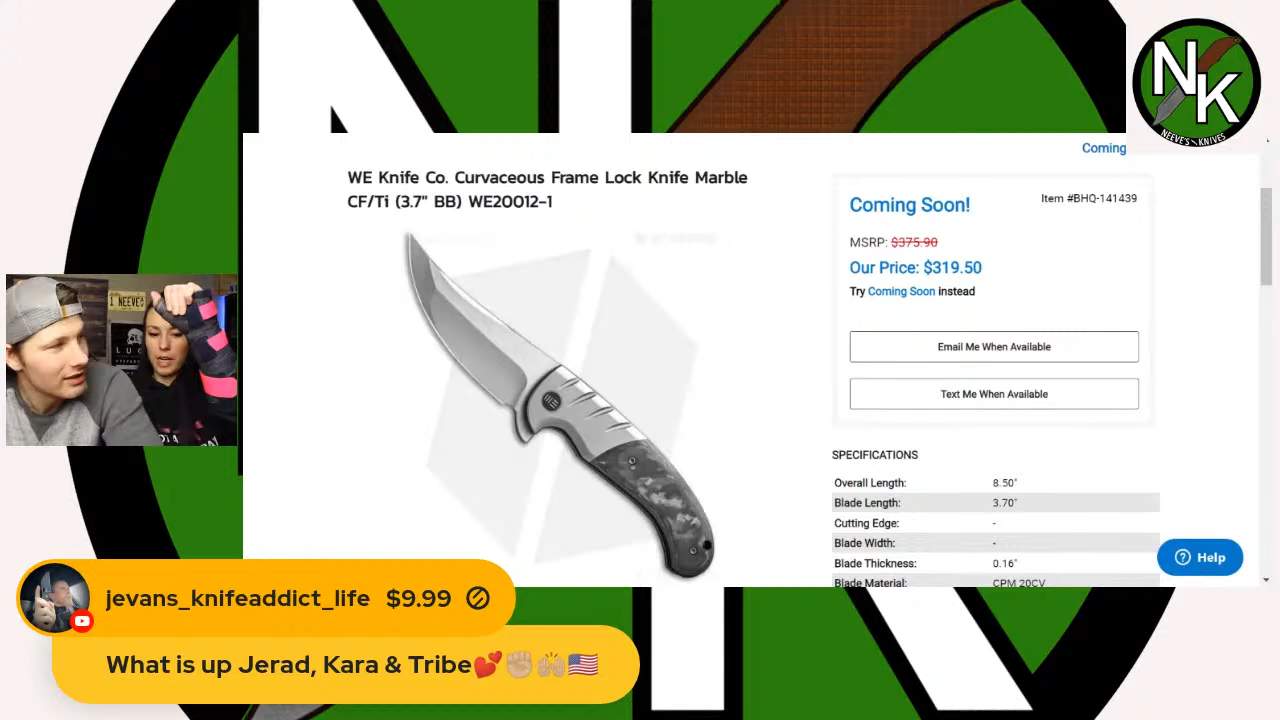 NK
NEEVE'S KNIVES
Coming
WE Knife Co. Curvaceous Frame Lock Knife Marble
CF/Ti (3.7" BB) WE20012-1
Coming Soon!
Item #BHQ-141439
MSRP: $375.90
Our Price: $319.50
Try Coming Soon instead
Email Me When Available
Text Me When Available
SPECIFICATIONS
Overall Length: 8.50"
Blade Length: 3.70"
Cutting Edge: -
Blade Width: -
Blade Thickness: 0.16"
Blade Material: CPM 20CV
Help
1 NEEVE
jevans_knifeaddict_life $9.99
What is up Jerad, Kara & Tribe💕✊🏼🙌🏼🇺🇸